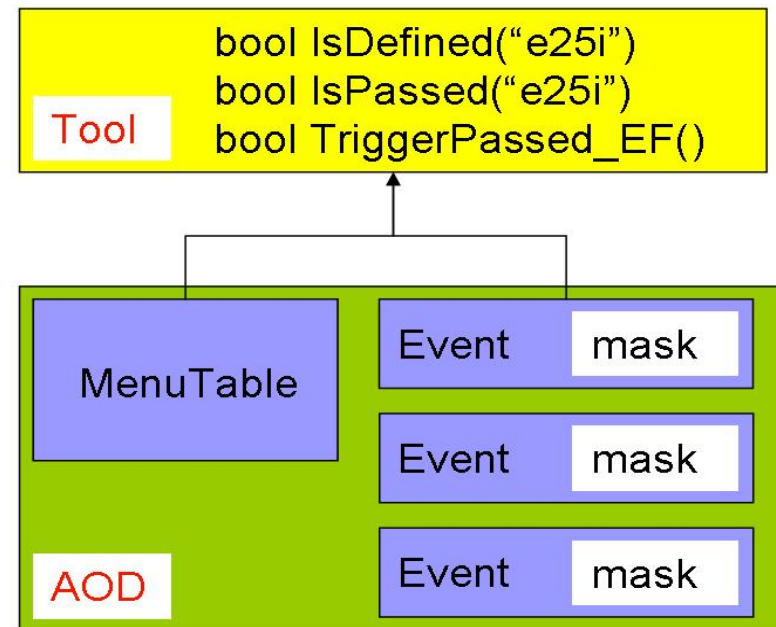 bool IsDefined(“e25i”)
bool IsPassed(“e25i”)
Tool
bool TriggerPassed_EF()
MenuTable
Event mask
Event mask
Event mask
AOD